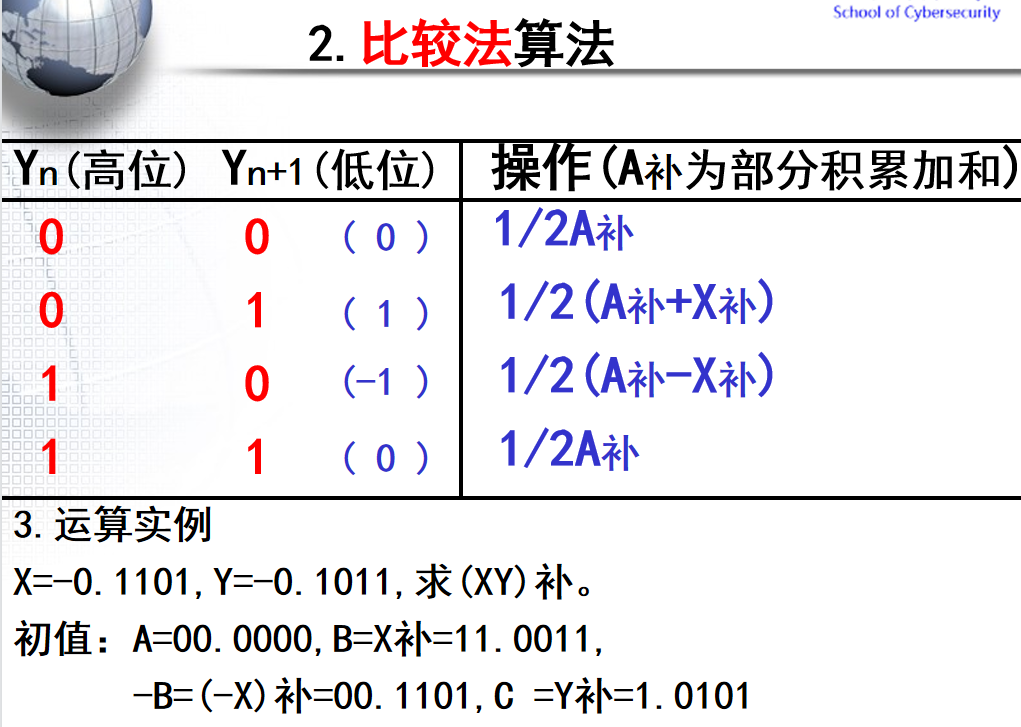 School of Cybersecurity
2.比较法算法
Yn(高位) Yn+1(低位) 操作(A补为部分积累加和)
0 0 ( 0 ) 1/2A补
0 1 ( 1 ) 1/2(A补+X补)
1 0 (-1 ) 1/2(A补-X补)
1 1 ( 0 ) 1/2A补
3.运算实例
X=-0.1101,Y=-0.1011,求(XY)补。
初值：A=00.0000,B=X补=11.0011,
-B=(-X)补=00.1101,C =Y补=1.0101